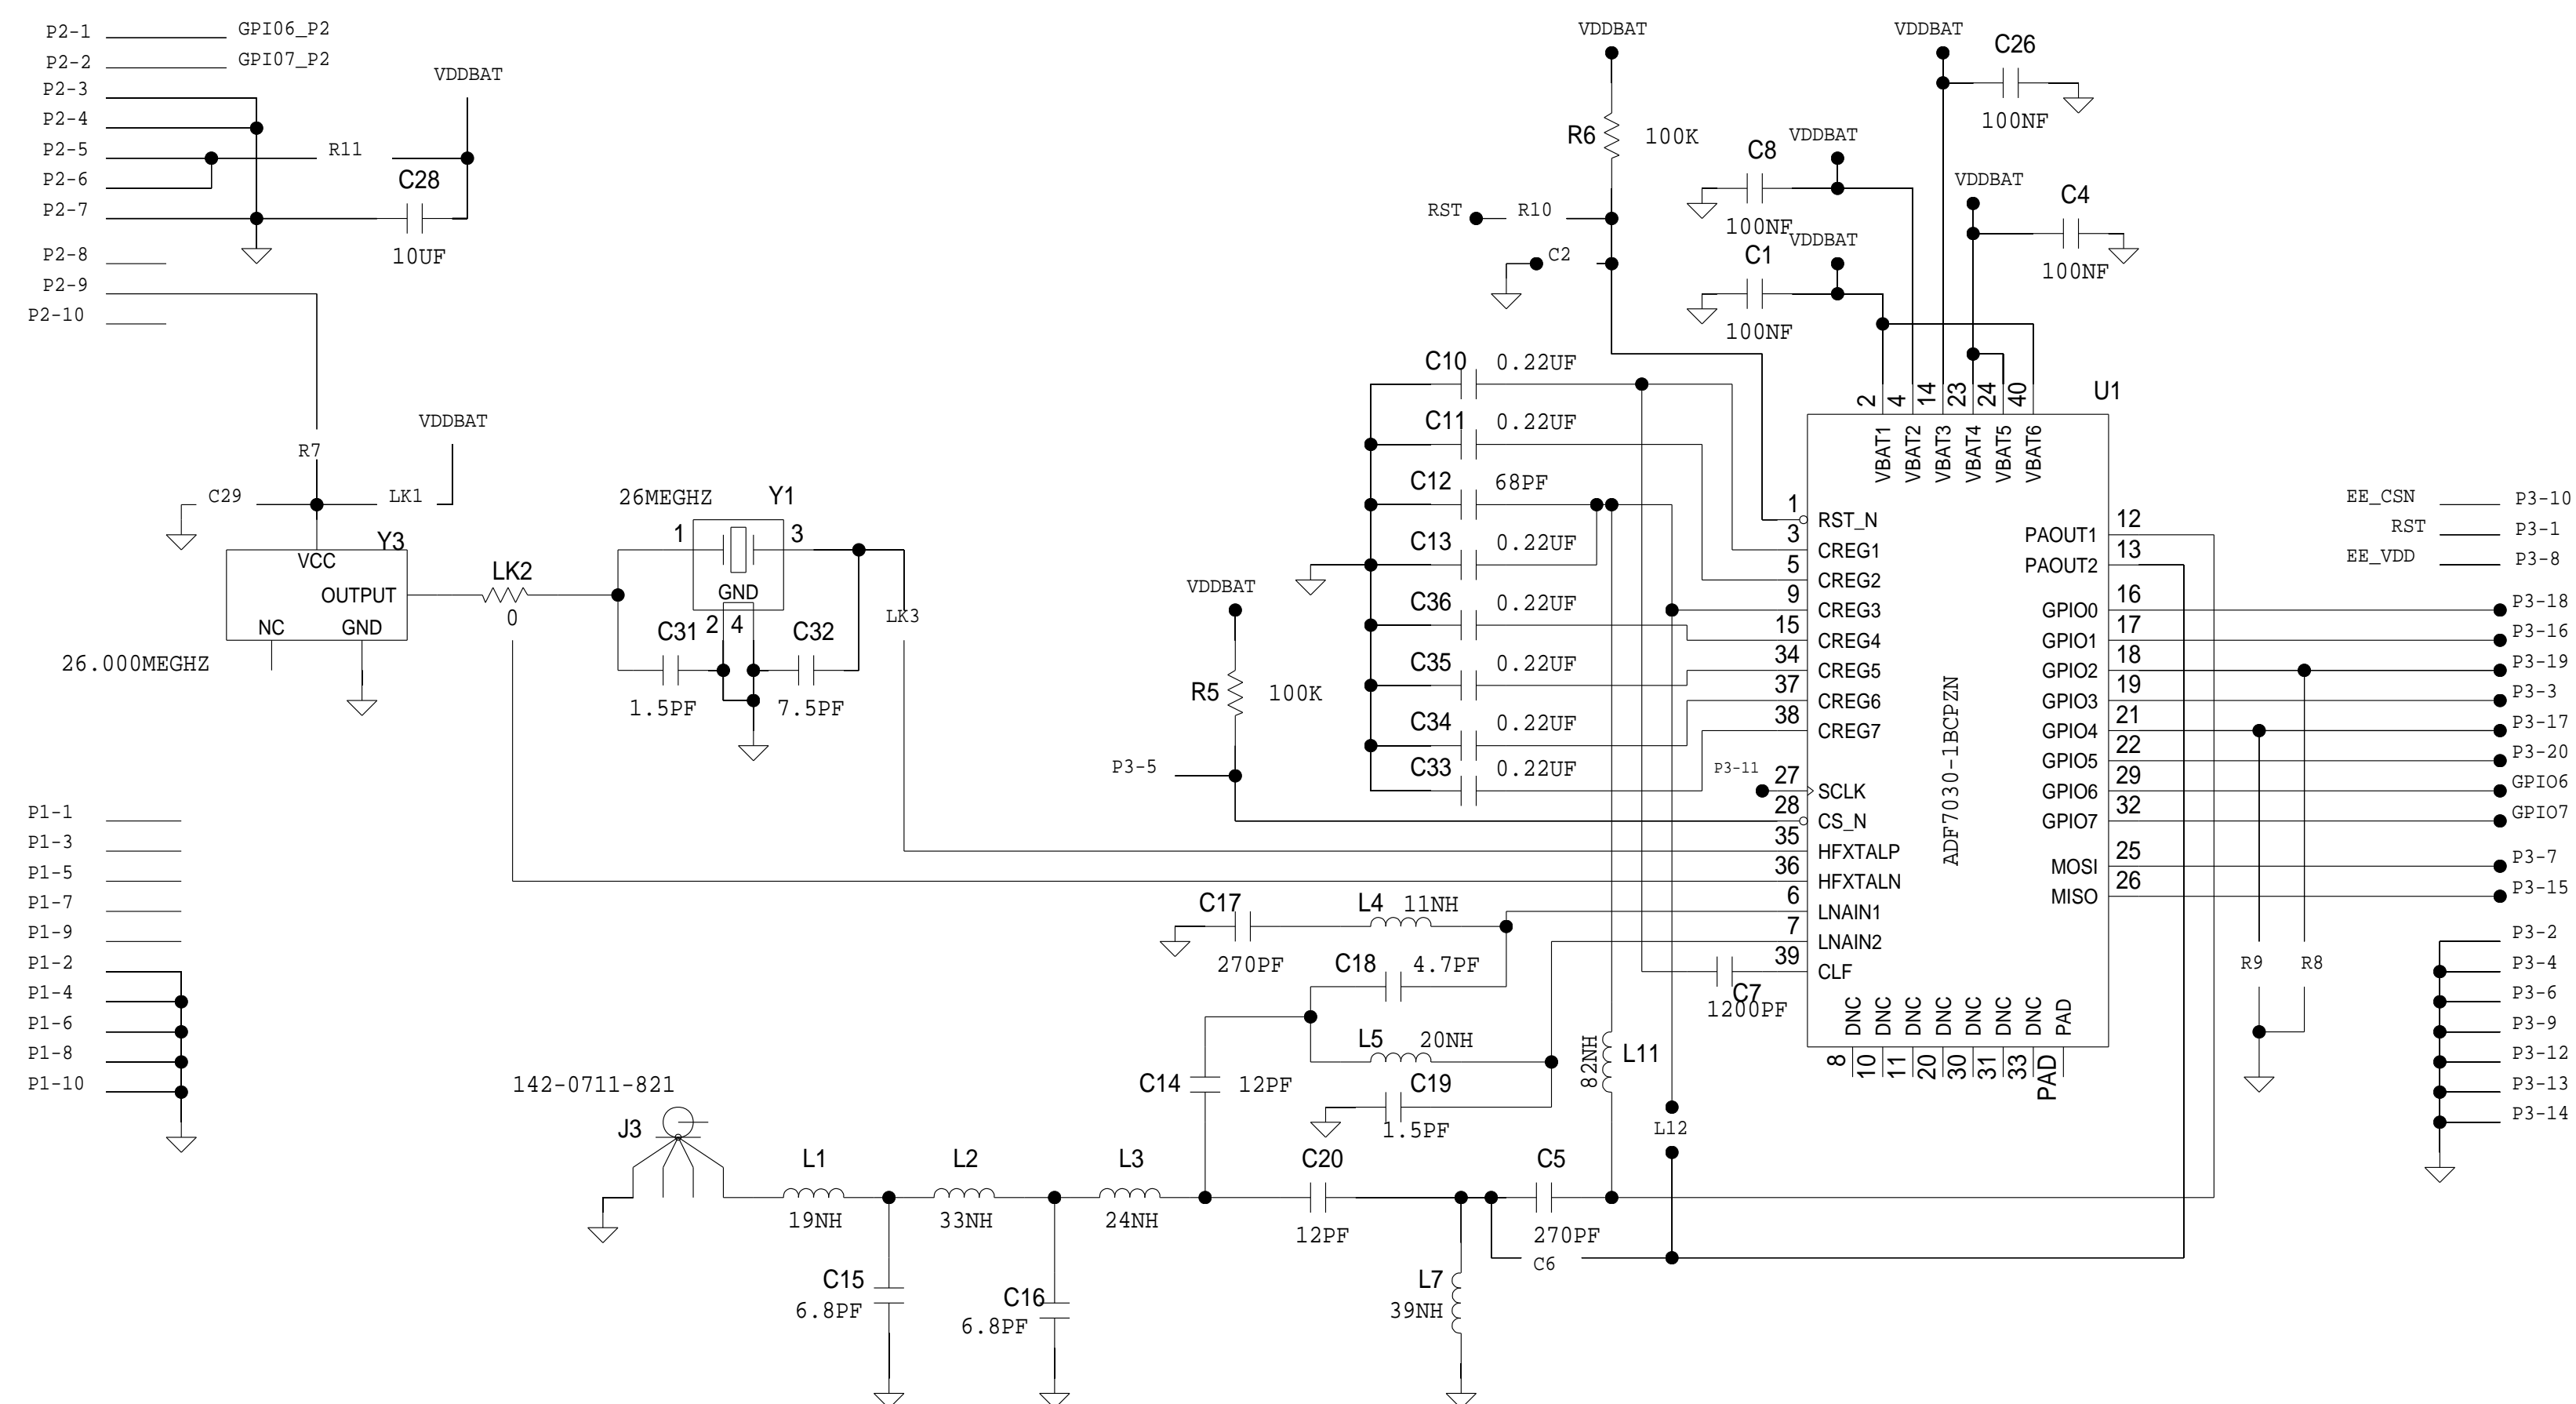 P2-1
GPI06_P2
P2-2
GPI07_P2
P2-3
P2-4
P2-5
P2-6
P2-7
P2-8
P2-9
P2-10
VDDBAT
R11
C28
10UF
R7
VDDBAT
C29
LK1
Y3
VCC
OUTPUT
NC
GND
26.000MEGHZ
LK2
0
26MEGHZ
Y1
1
3
GND
2
4
C31
1.5PF
C32
7.5PF
LK3
P1-1
P1-3
P1-5
P1-7
P1-9
P1-2
P1-4
P1-6
P1-8
P1-10
142-0711-821
J3
L1
19NH
L2
33NH
L3
24NH
C15
6.8PF
C16
6.8PF
C14
12PF
C20
12PF
C5
270PF
C6
L7
39NH
L11
82NH
L12
C17
270PF
L4
11NH
C18
4.7PF
L5
20NH
C19
1.5PF
C7
1200PF
VDDBAT
R5
100K
P3-5
VDDBAT
R6
100K
RST
R10
C2
VDDBAT
C26
100NF
C8
VDDBAT
100NF
VDDBAT
C4
100NF
C1
VDDBAT
100NF
C10
0.22UF
C11
0.22UF
C12
68PF
C13
0.22UF
C36
0.22UF
C35
0.22UF
C34
0.22UF
C33
0.22UF
P3-11
U1
ADF7030-1BCPZN
2
4
14
23
24
40
VBAT1
VBAT2
VBAT3
VBAT4
VBAT5
VBAT6
1
RST_N
3
CREG1
5
CREG2
9
CREG3
15
CREG4
34
CREG5
37
CREG6
38
CREG7
27
SCLK
28
CS_N
35
HFXTALP
36
HFXTALN
6
LNAIN1
7
LNAIN2
39
CLF
DNC
DNC
DNC
DNC
DNC
DNC
DNC
PAD
8
10
11
20
30
31
33
PAD
PAOUT1
12
PAOUT2
13
GPIO0
16
GPIO1
17
GPIO2
18
GPIO3
19
GPIO4
21
GPIO5
22
GPIO6
29
GPIO7
32
MOSI
25
MISO
26
EE_CSN
P3-10
RST
P3-1
EE_VDD
P3-8
P3-18
P3-16
P3-19
P3-3
P3-17
P3-20
GPIO6
GPIO7
P3-7
P3-15
R9
R8
P3-2
P3-4
P3-6
P3-9
P3-12
P3-13
P3-14